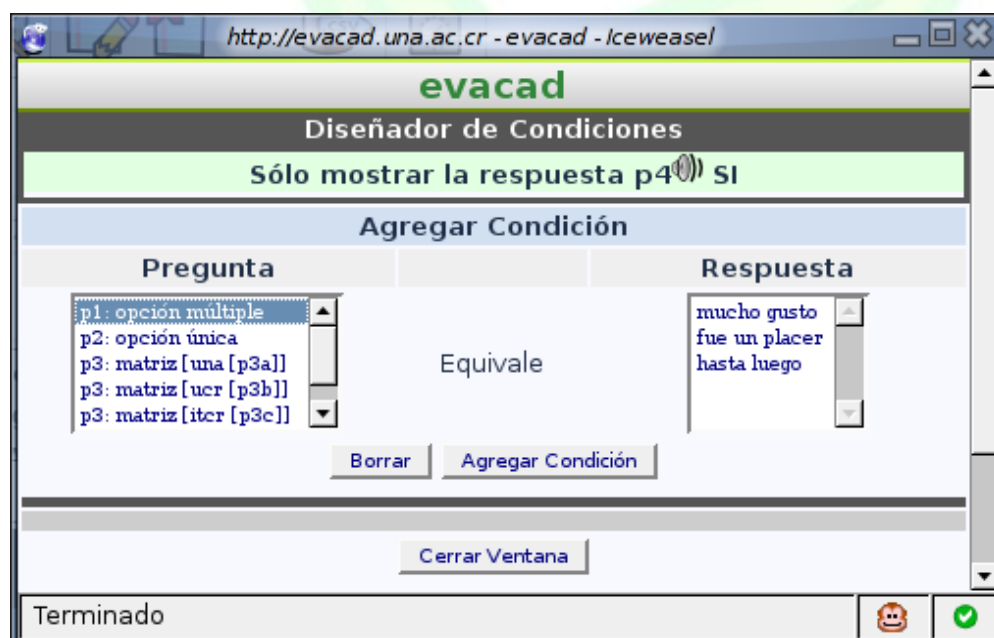 http://evacad.una.ac.cr - evacad - Iceweasel
evacad
Diseñador de Condiciones
Sólo mostrar la respuesta p4 SI
Agregar Condición
Pregunta
Respuesta
p1: opción múltiple
p2: opción única
p3: matriz [una [p3a]]
p3: matriz [ucr [p3b]]
p3: matriz [itcr [p3c]]
Equivale
mucho gusto
fue un placer
hasta luego
Borrar
Agregar Condición
Cerrar Ventana
Terminado